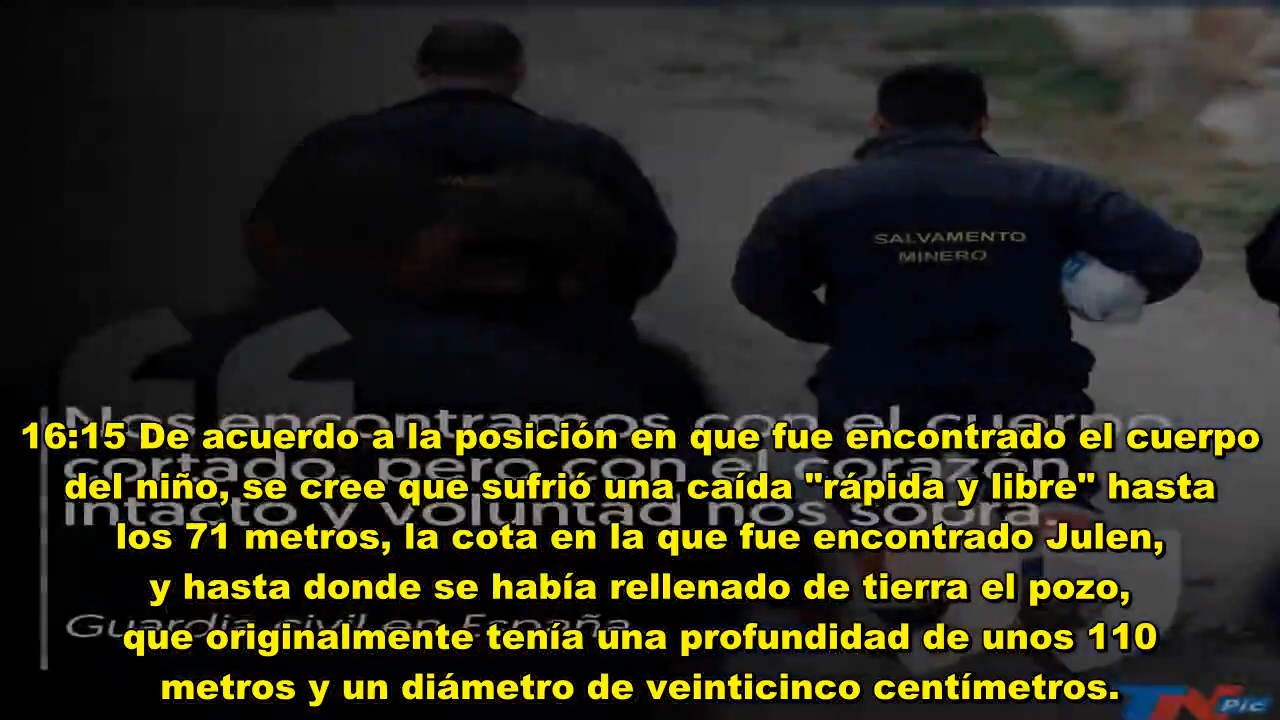 SALVAMENTO
MINERO
“
Nos encontramos con el cuerpo
cortado, pero con el corazón
intacto y voluntad nos sobra.
Guardia civil en España
16:15 De acuerdo a la posición en que fue encontrado el cuerpo
del niño, se cree que sufrió una caída "rápida y libre" hasta
los 71 metros, la cota en la que fue encontrado Julen,
y hasta donde se había rellenado de tierra el pozo,
que originalmente tenía una profundidad de unos 110
metros y un diámetro de veinticinco centímetros.
TN
Pic